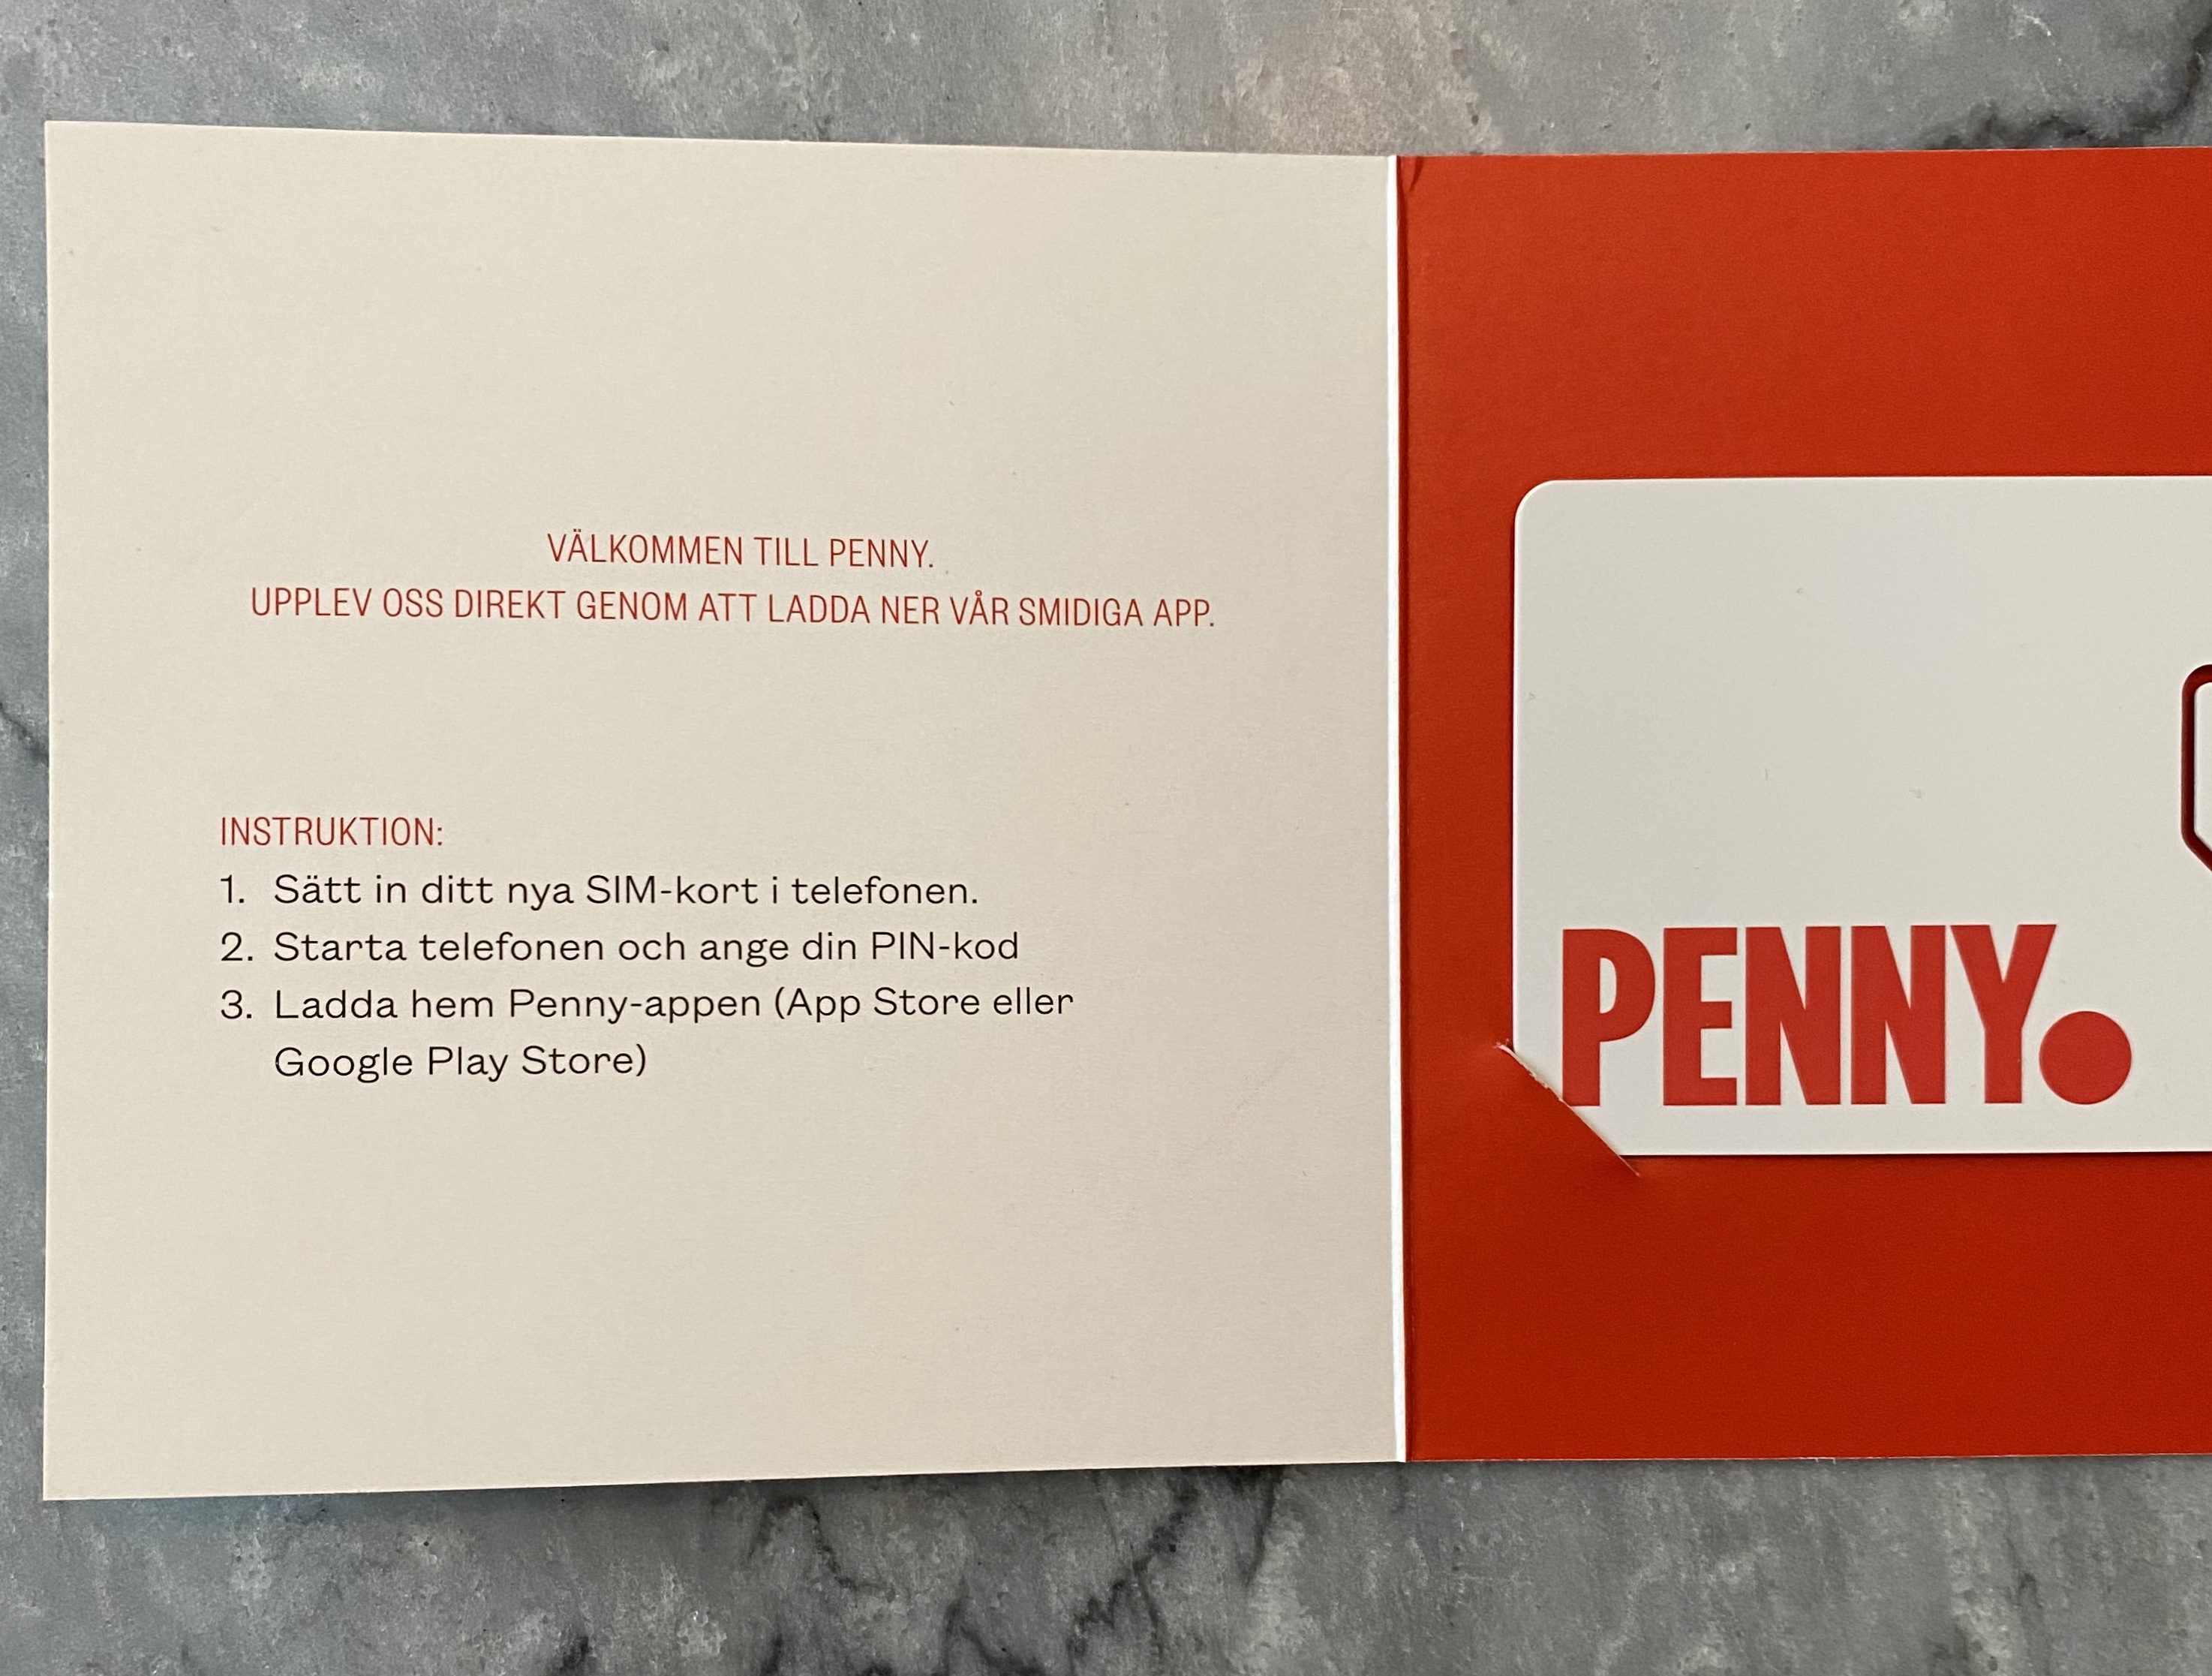 VÄLKOMMEN TILL PENNY.
UPPLEV OSS DIREKT GENOM ATT LADDA NER VÅR SMIDIGA APP.
INSTRUKTION:
1. Sätt in ditt nya SIM-kort i telefonen.
2. Starta telefonen och ange din PIN-kod
3. Ladda hem Penny-appen (App Store eller
Google Play Store)
PENNY.